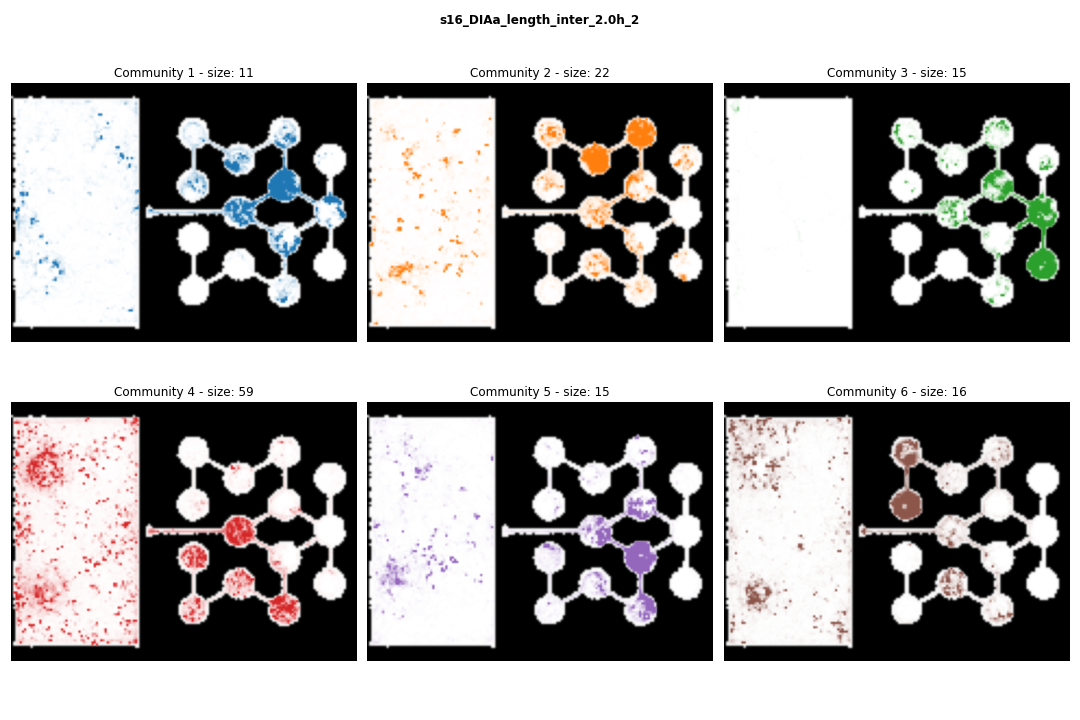 s16_DIAa_length_inter_2.0h_2
Community 1 - size: 11
Community 2 - size: 22
Community 3 - size: 15
Community 4 - size: 59
Community 5 - size: 15
Community 6 - size: 16